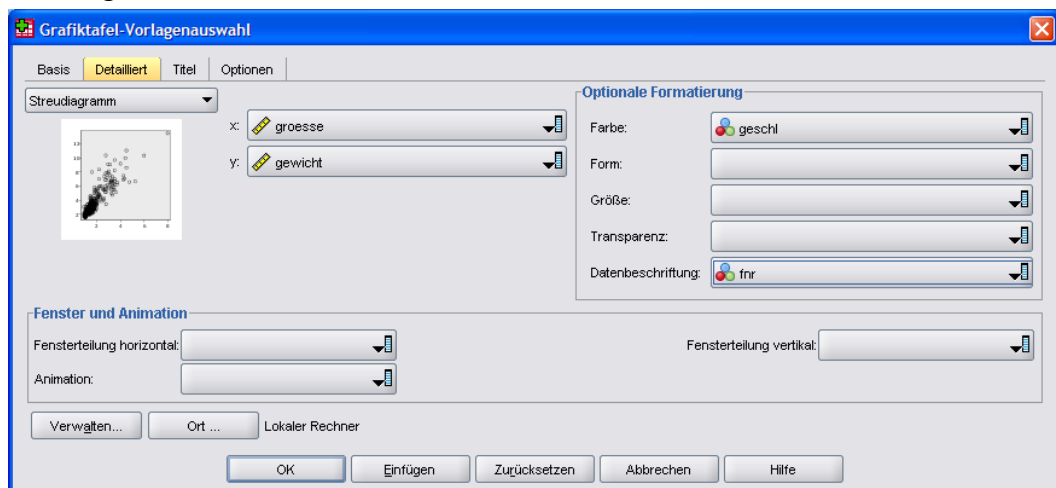 Grafiktafel-Vorlagenauswahl
Basis Detailliert Titel Optionen
Streudiagramm
x: groesse
y: gewicht
Optionale Formatierung
Farbe: geschl
Form:
Größe:
Transparenz:
Datenbeschriftung: fnr
Fenster und Animation
Fensterteilung horizontal:
Fensterteilung vertikal:
Animation:
Verwalten... Ort ... Lokaler Rechner
OK Einfügen Zurücksetzen Abbrechen Hilfe